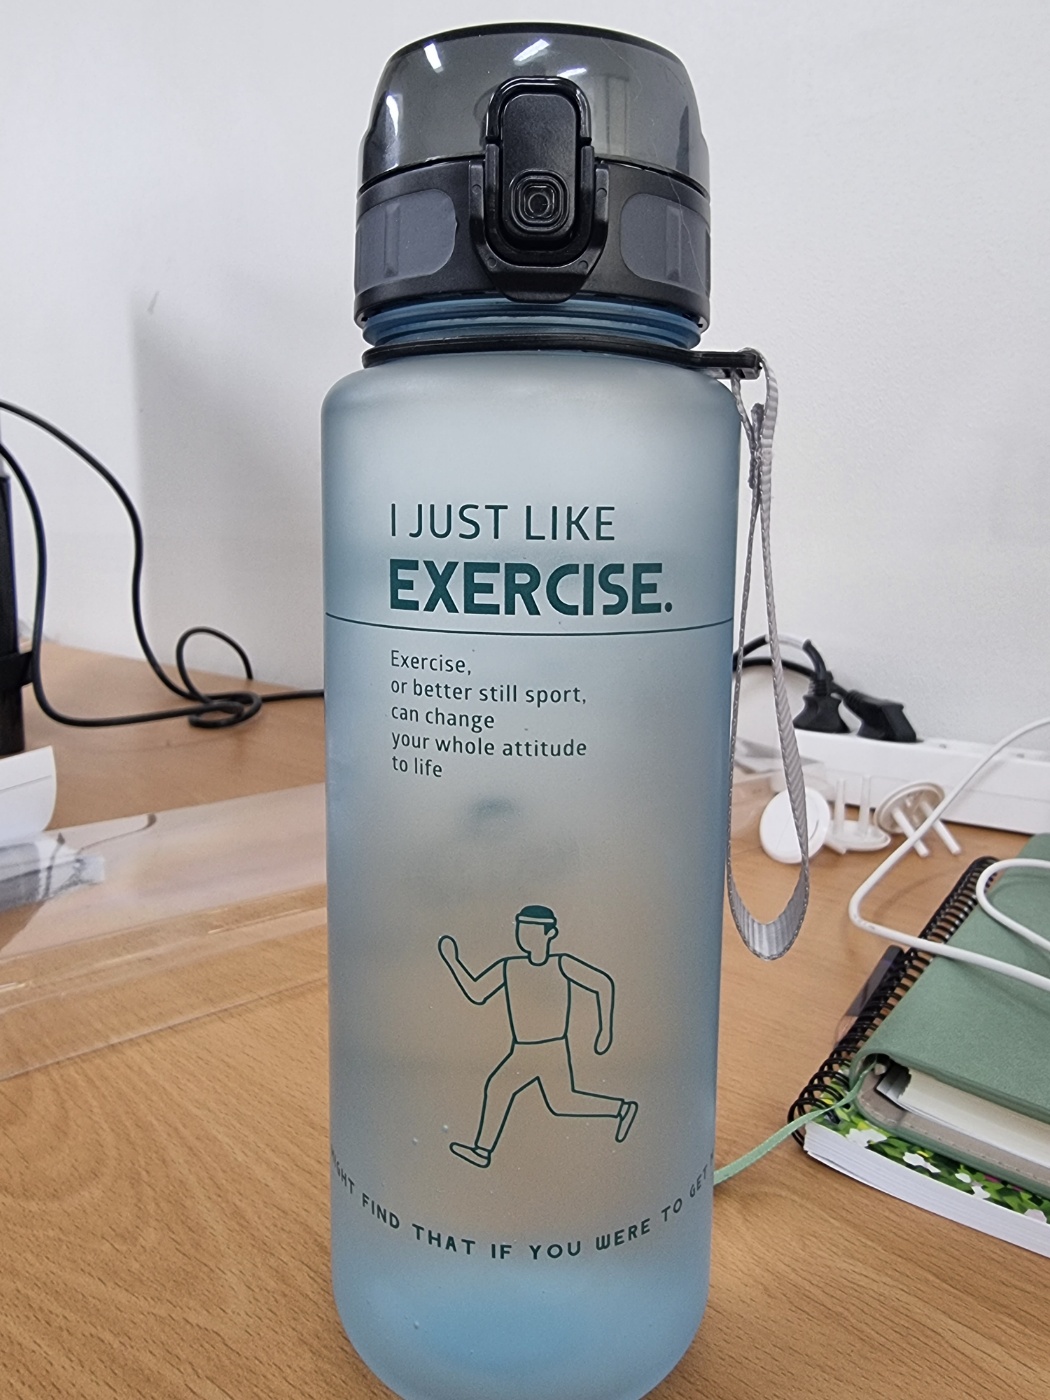 I JUST LIKE
EXERCISE.
Exercise,
or better still sport,
can change
your whole attitude
to life
FIND THAT IF YOU WERE TO GET